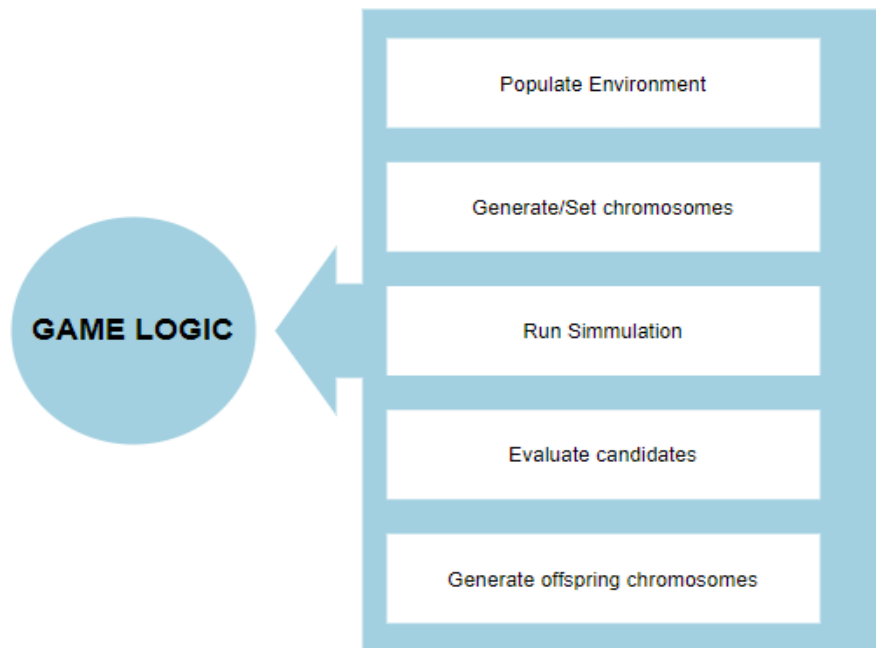 Populate Environment
Generate/Set chromosomes
GAME LOGIC
Run Simmulation
Evaluate candidates
Generate offspring chromosomes